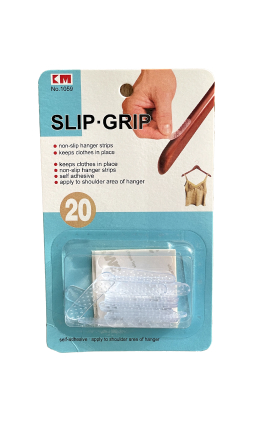 KM
No.1059
SLIP·GRIP
non-slip hanger strips
keeps clothes in place
keeps clothes in place
non-slip hanger strips
self adhesive
apply to shoulder area of hanger
20
self-adhesive : apply to shoulder area of hanger